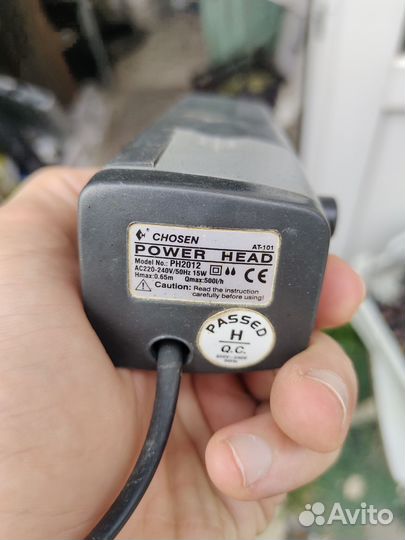 CHOSEN
AT-101
POWER HEAD
Model No.: PH2012
AC220-240V/50Hz 15W CE
Hmax:0.65m Qmax:500l/h
Caution: Read the instruction
carefully before using!
PASSED
H
Q.C.
Avito